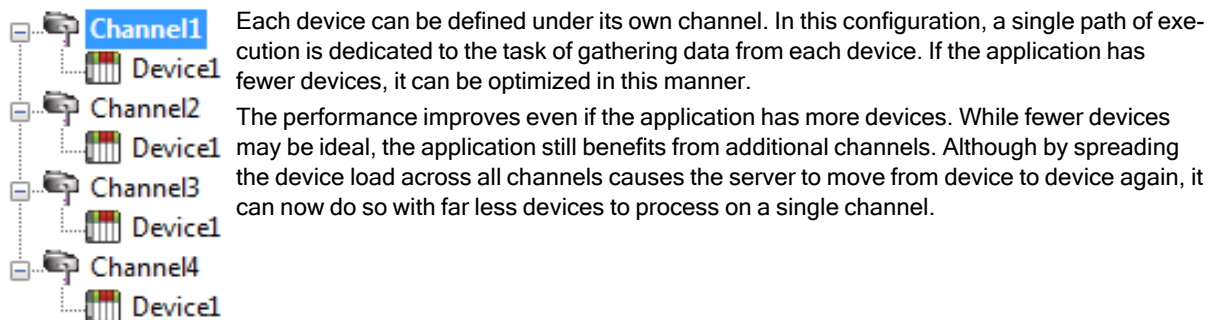 Channel1
Device1
Channel2
Device1
Channel3
Device1
Channel4
Device1
Each device can be defined under its own channel. In this configuration, a single path of exe-
cution is dedicated to the task of gathering data from each device. If the application has
fewer devices, it can be optimized in this manner.
The performance improves even if the application has more devices. While fewer devices
may be ideal, the application still benefits from additional channels. Although by spreading
the device load across all channels causes the server to move from device to device again, it
can now do so with far less devices to process on a single channel.